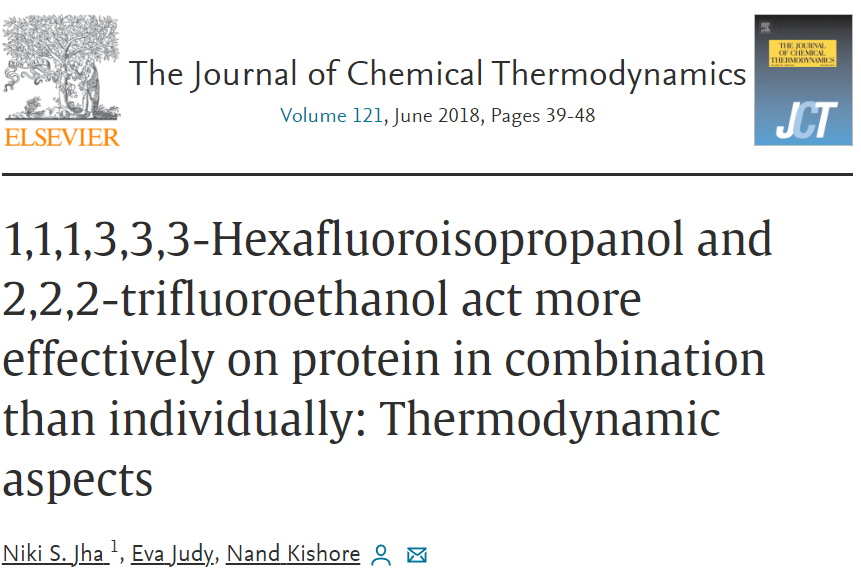 The Journal of Chemical Thermodynamics
Volume 121, June 2018, Pages 39-48
ELSEVIER
THE JOURNAL
OF CHEMICAL
THERMODYNAMICS
JCT
1,1,1,3,3,3-Hexafluoroisopropanol and
2,2,2-trifluoroethanol act more
effectively on protein in combination
than individually: Thermodynamic
aspects
Niki S. Jha 1, Eva Judy, Nand Kishore